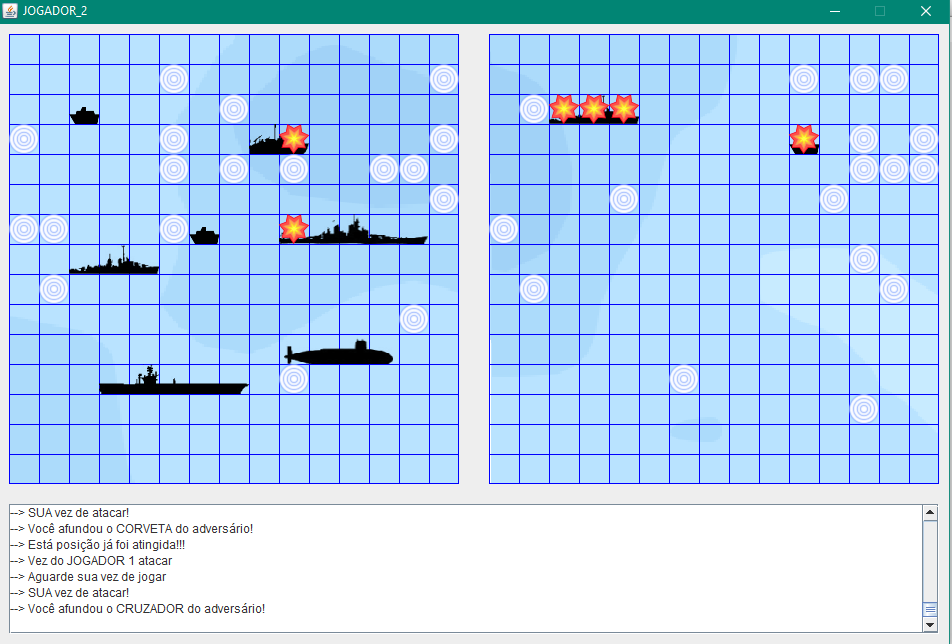 JOGADOR_2
--> SUA vez de atacar!
--> Você afundou o CORVETA do adversário!
--> Está posição já foi atingida!!!
--> Vez do JOGADOR 1 atacar
--> Aguarde sua vez de jogar
--> SUA vez de atacar!
--> Você afundou o CRUZADOR do adversário!